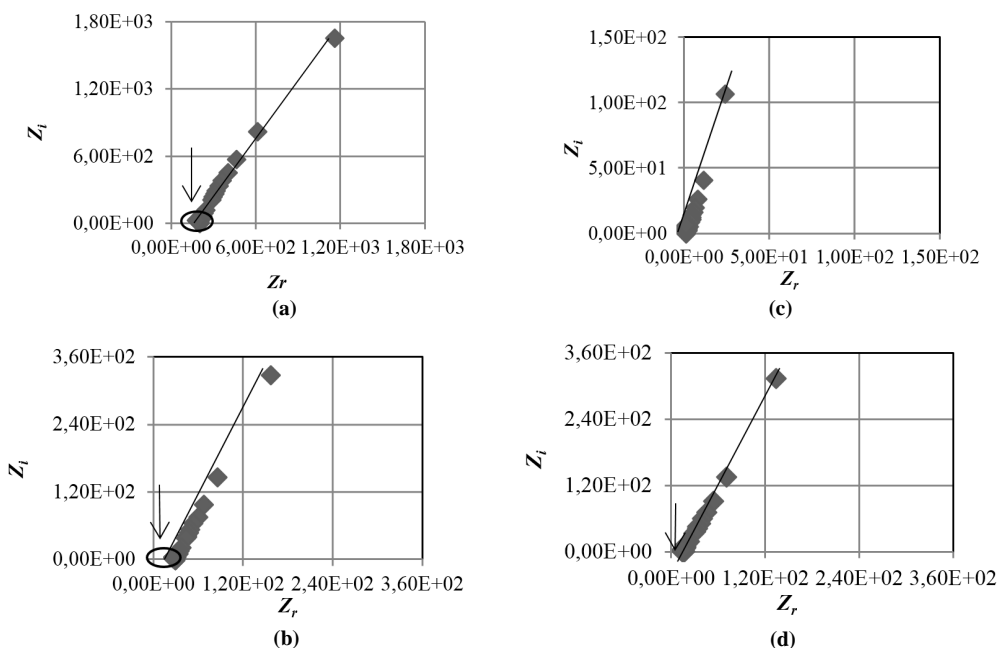 1,80E+03
1,20E+03
6,00E+02
0,00E+00
Zi
0,00E+00 6,00E+02 1,20E+03 1,80E+03
Zr
(a)
1,50E+02
1,00E+02
5,00E+01
0,00E+00
Zi
0,00E+00 5,00E+01 1,00E+02 1,50E+02
Zr
(c)
3,60E+02
2,40E+02
1,20E+02
0,00E+00
Zi
0,00E+00 1,20E+02 2,40E+02 3,60E+02
Zr
(b)
3,60E+02
2,40E+02
1,20E+02
0,00E+00
Zi
0,00E+00 1,20E+02 2,40E+02 3,60E+02
Zr
(d)